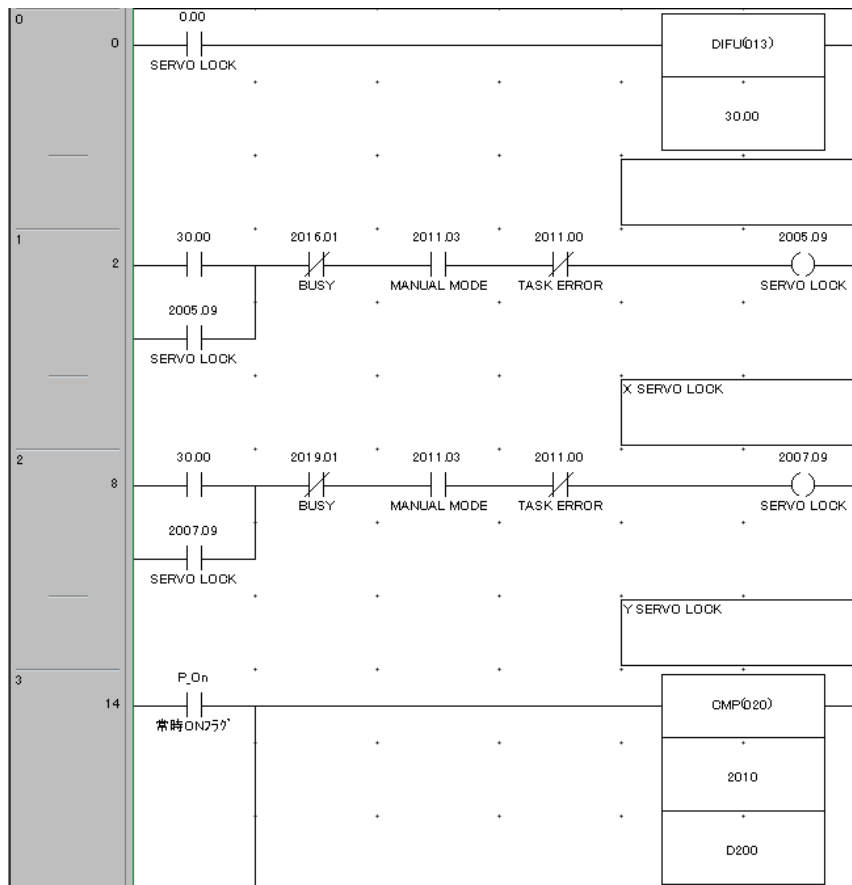 0
0.00
0
SERVO LOCK
DIFU(013)
30.00
1
30.00
2016.01
2011.03
2011.00
2005.09
2
BUSY
MANUAL MODE
TASK ERROR
SERVO LOCK
2005.09
SERVO LOCK
X SERVO LOCK
2
30.00
2019.01
2011.03
2011.00
2007.09
8
BUSY
MANUAL MODE
TASK ERROR
SERVO LOCK
2007.09
SERVO LOCK
Y SERVO LOCK
3
P_On
14
常時ONﾌﾗｸﾞ
CMP(020)
2010
D200